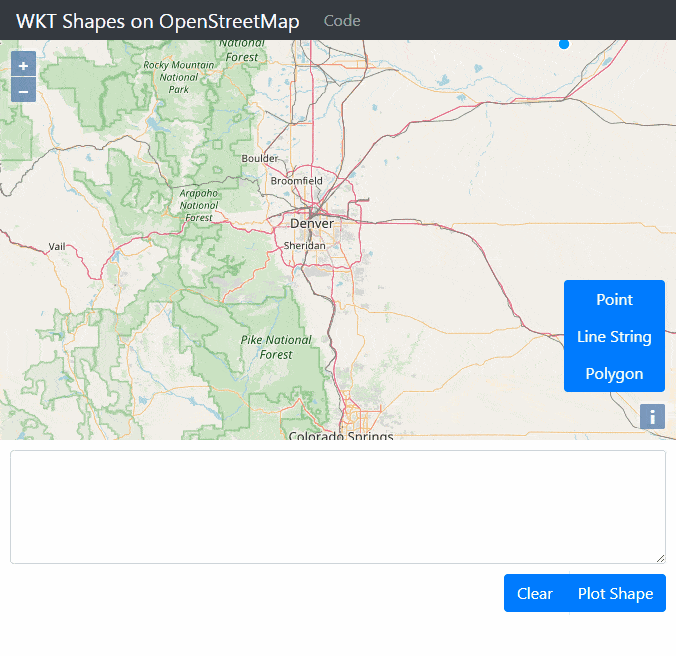 WKT Shapes on OpenStreetMap Code
National
Forest
+
−
Rocky Mountain
National
Park
Boulder
Broomfield
Arapaho
National
Forest
Denver
Vail
Sheridan
Point
Line String
Pike National
Forest
Polygon
i
Colorado Springs
Clear Plot Shape